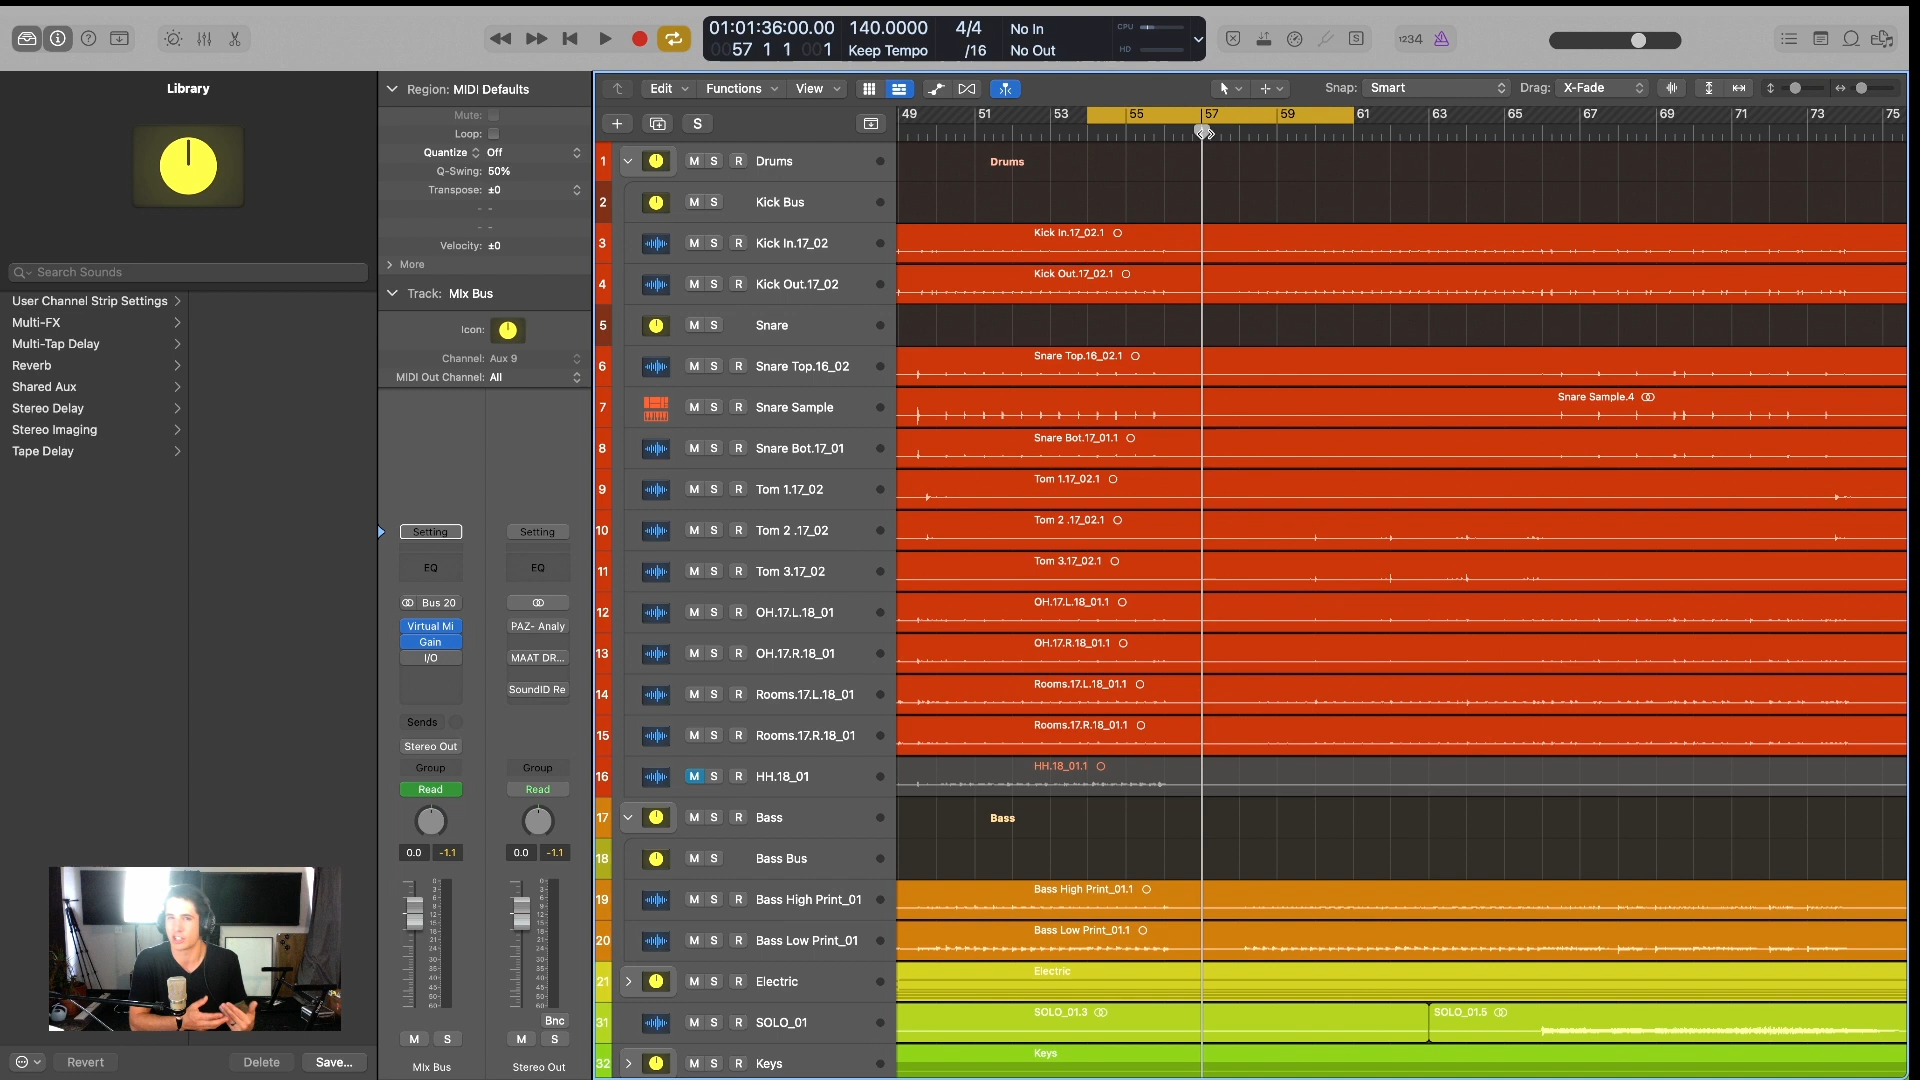 01:01:36:00.00
0057 1 1 001
140.0000
Keep Tempo
4/4
/16
No In
No Out
CPU
HD
1234
Library
Search Sounds
User Channel Strip Settings
Multi-FX
Multi-Tap Delay
Reverb
Shared Aux
Stereo Delay
Stereo Imaging
Tape Delay
Revert
Delete
Save...
Region: MIDI Defaults
Mute:
Loop:
Quantize Off
Q-Swing: 50%
Transpose: ±0
- -
- -
Velocity: ±0
More
Track: MIx Bus
Icon:
Channel: Aux 9
MIDI Out Channel: All
Setting
Setting
EQ
EQ
Bus 20
Virtual Mi
PAZ- Analy
Gain
I/O
MAAT DR...
SoundID Re
Sends
Stereo Out
Group
Group
Read
Read
0.0 -1.1
0.0 -1.1
Bnc
M S
M S
MIx Bus
Stereo Out
Edit
Functions
View
Snap: Smart
Drag: X-Fade
S
49 51 53 55 57 59 61 63 65 67 69 71 73 75
1 M S R Drums
Drums
2 M S Kick Bus
3 M S R Kick In.17_02
Kick In.17_02.1
4 M S R Kick Out.17_02
Kick Out.17_02.1
5 M S Snare
6 M S R Snare Top.16_02
Snare Top.16_02.1
7 M S R Snare Sample
Snare Sample.4
8 M S R Snare Bot.17_01
Snare Bot.17_01.1
9 M S R Tom 1.17_02
Tom 1.17_02.1
10 M S R Tom 2 .17_02
Tom 2 .17_02.1
11 M S R Tom 3.17_02
Tom 3.17_02.1
12 M S R OH.17.L.18_01
OH.17.L.18_01.1
13 M S R OH.17.R.18_01
OH.17.R.18_01.1
14 M S R Rooms.17.L.18_01
Rooms.17.L.18_01.1
15 M S R Rooms.17.R.18_01
Rooms.17.R.18_01.1
16 M S R HH.18_01
HH.18_01.1
17 M S R Bass
Bass
18 M S Bass Bus
19 M S R Bass High Print_01
Bass High Print_01.1
20 M S R Bass Low Print_01
Bass Low Print_01.1
21 M S R Electric
Electric
31 M S R SOLO_01
SOLO_01.3
SOLO_01.5
32 M S R Keys
Keys